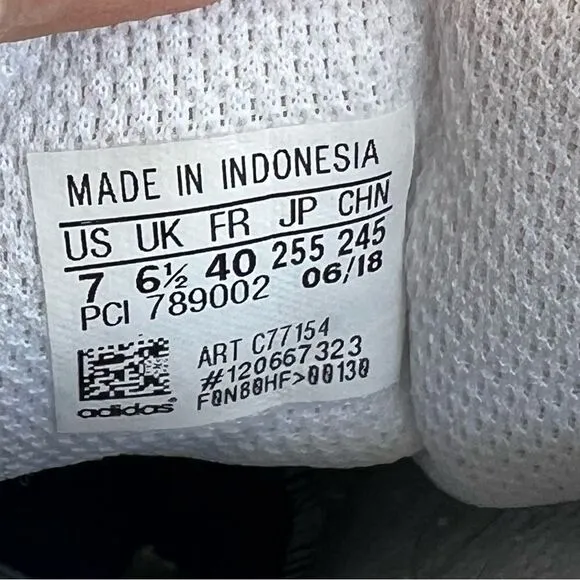 MADE IN INDONESIA
US UK FR JP CHN
7 6½ 40 255 245
PCI 789002 06/18
ART C77154
#120667323
F0N80HF>00130
adidas